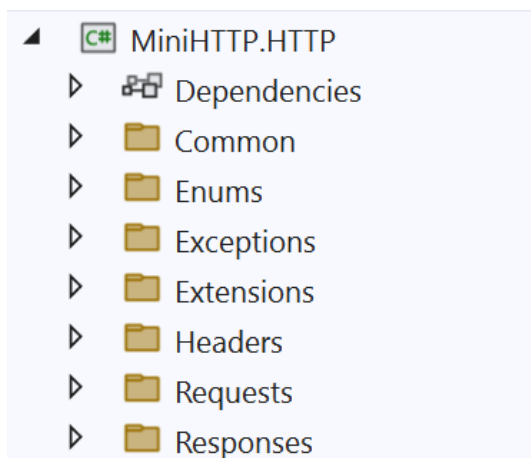 C# MiniHTTP.HTTP
Dependencies
Common
Enums
Exceptions
Extensions
Headers
Requests
Responses